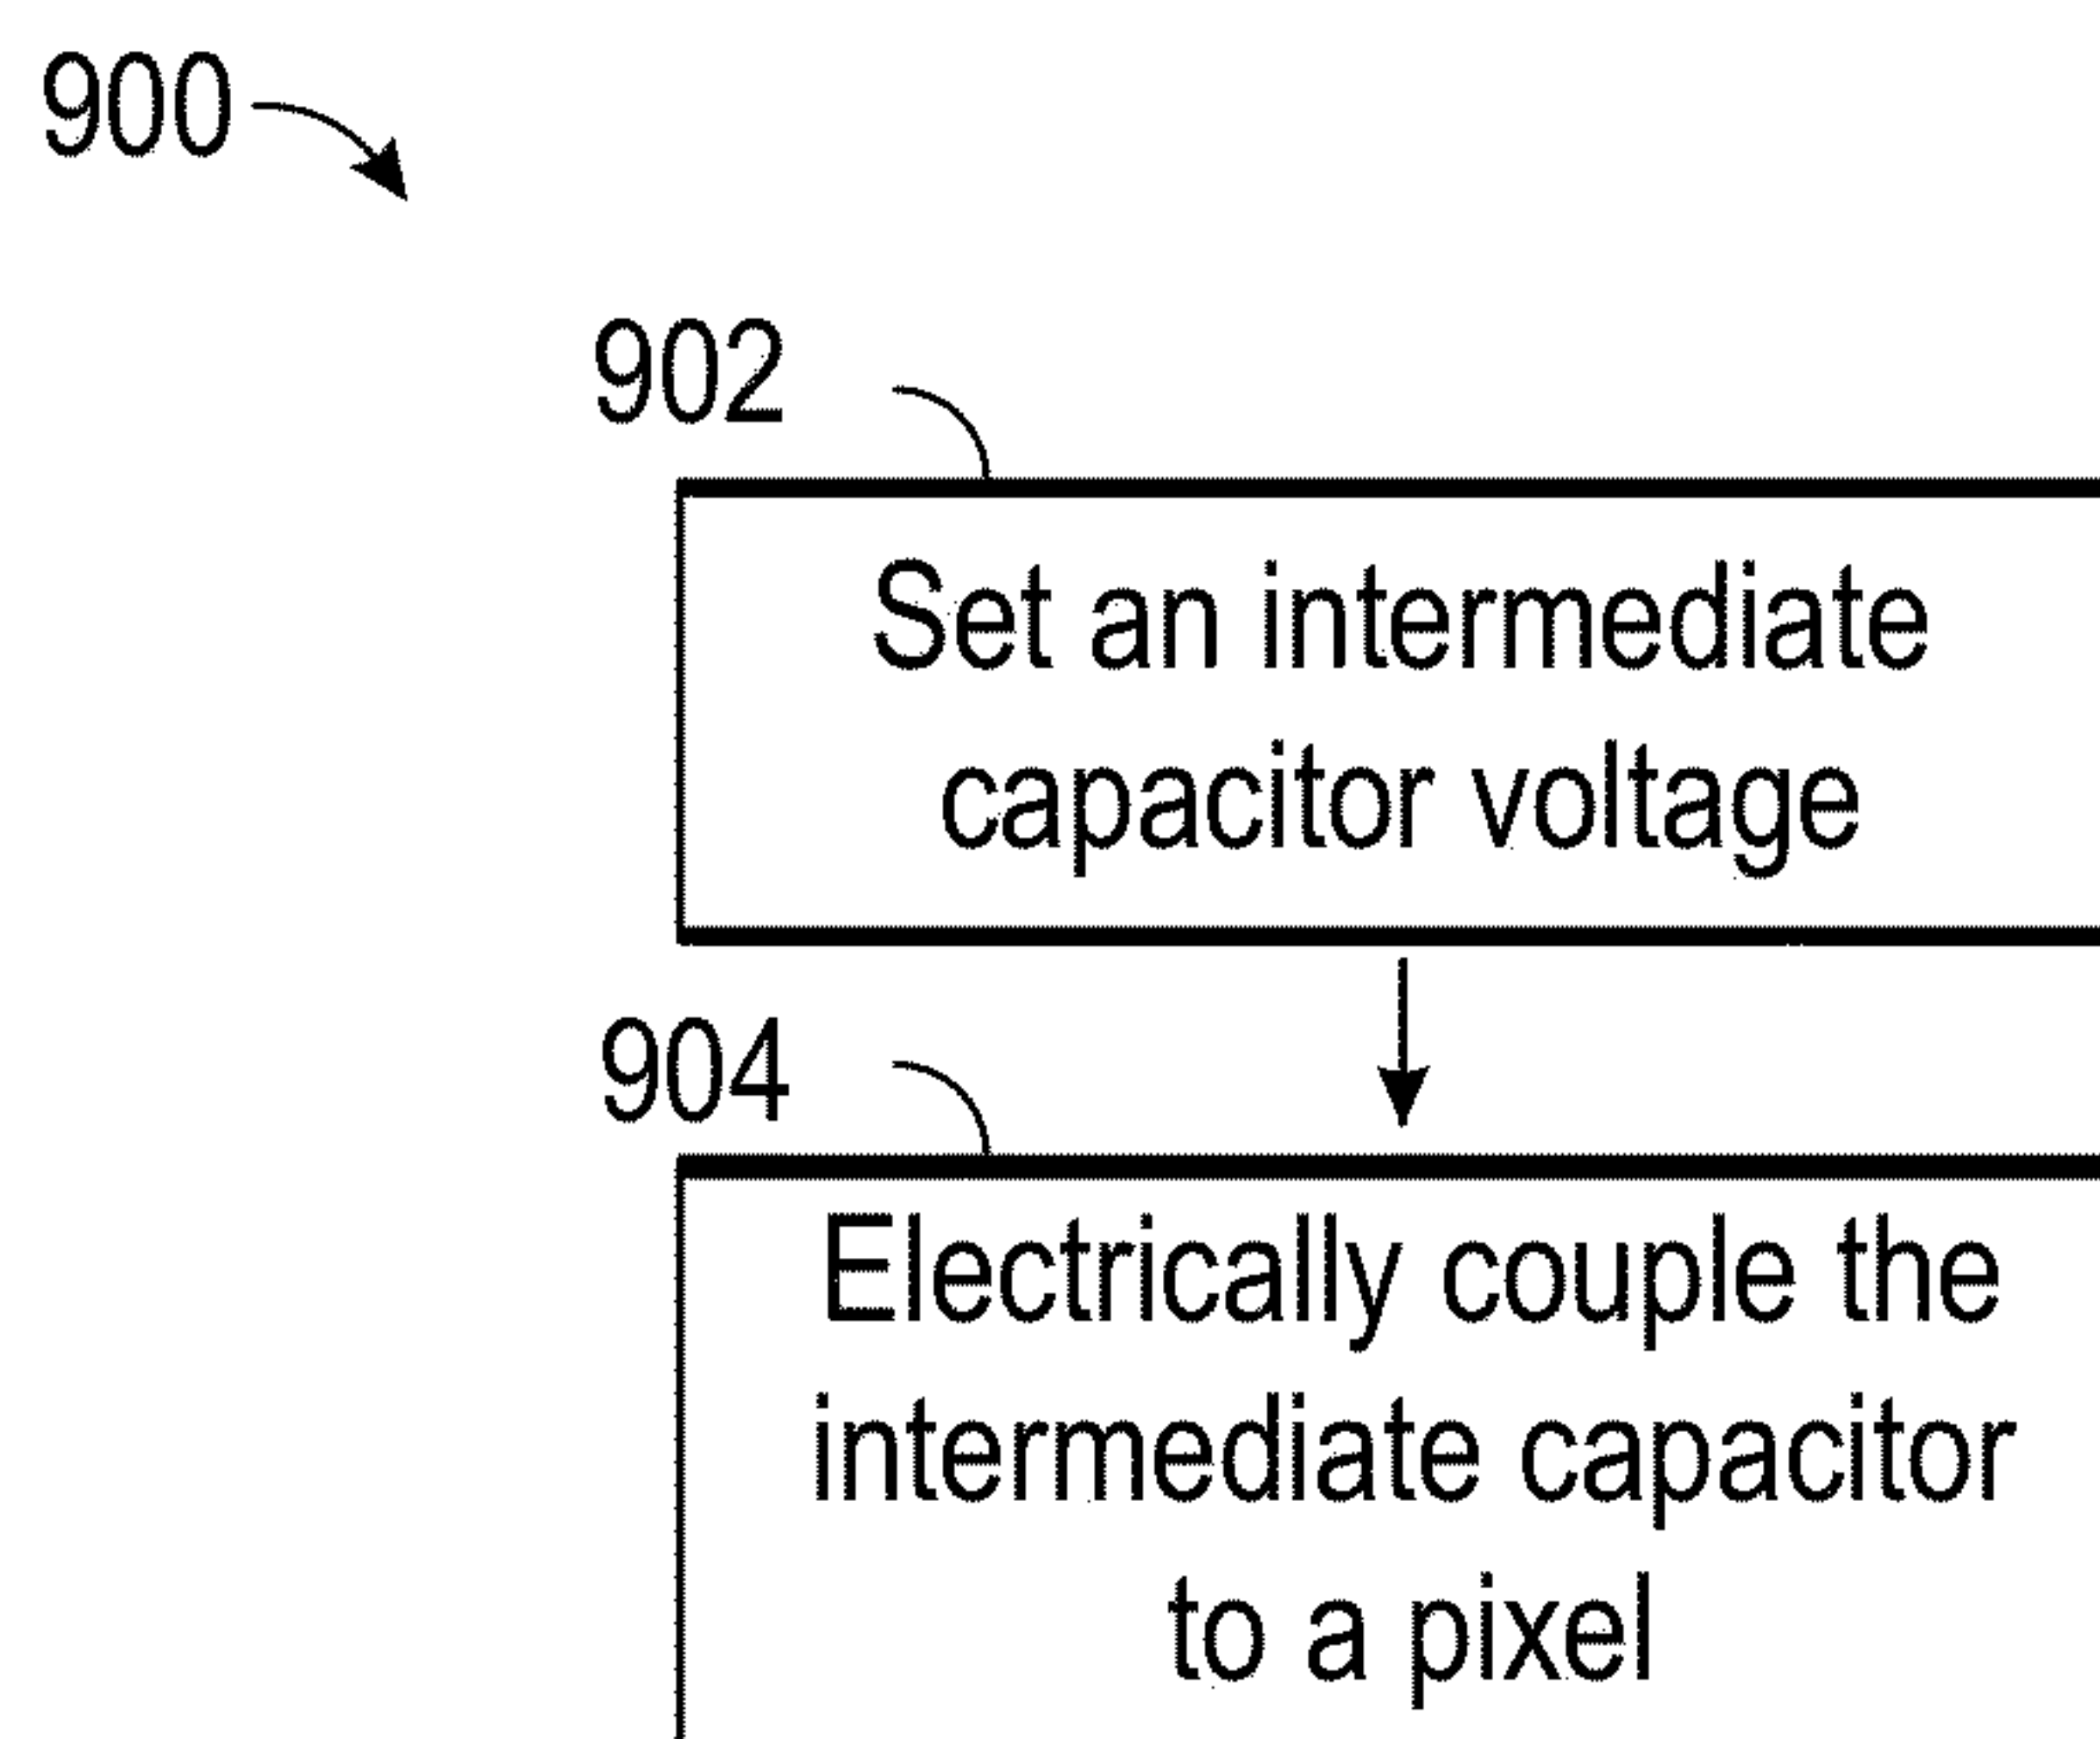 900
902
Set an intermediate
capacitor voltage
904
Electrically couple the
intermediate capacitor
to a pixel